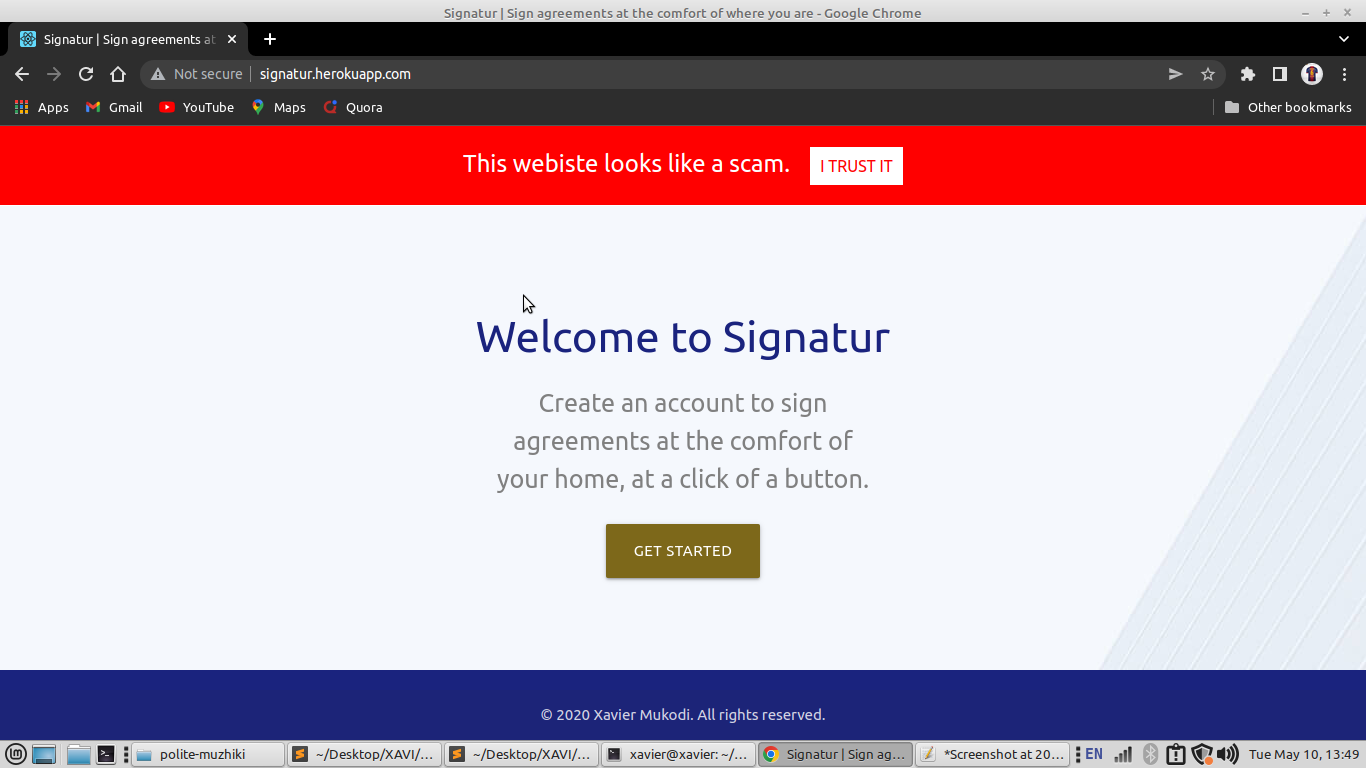 Signatur | Sign agreements at the comfort of where you are - Google Chrome
Signatur | Sign agreements at
Not secure
signatur.herokuapp.com
Apps
Gmail
YouTube
Maps
Quora
Other bookmarks
This webiste looks like a scam.
I TRUST IT
Welcome to Signatur
Create an account to sign
agreements at the comfort of
your home, at a click of a button.
GET STARTED
© 2020 Xavier Mukodi. All rights reserved.
polite-muzhiki
~/Desktop/XAVI/...
~/Desktop/XAVI/...
xavier@xavier: ~/...
Signatur | Sign ag...
*Screenshot at 20...
EN
Tue May 10, 13:49